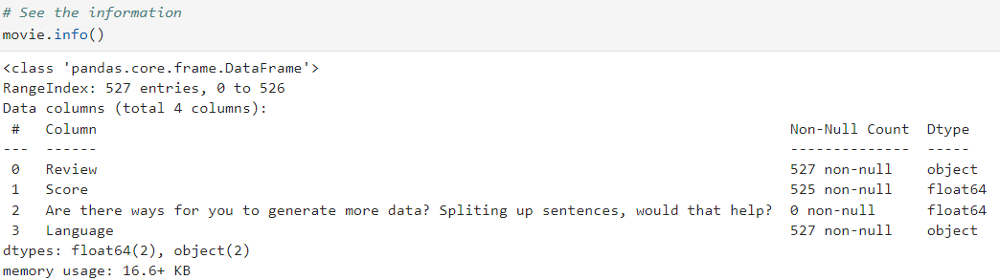 # See the information
movie.info()
<class 'pandas.core.frame.DataFrame'>
RangeIndex: 527 entries, 0 to 526
Data columns (total 4 columns):
 #   Column                                                                          Non-Null Count  Dtype
---  ------                                                                          --------------  -----
 0   Review                                                                          527 non-null    object
 1   Score                                                                           525 non-null    float64
 2   Are there ways for you to generate more data? Spliting up sentences, would that help?  0 non-null      float64
 3   Language                                                                        527 non-null    object
dtypes: float64(2), object(2)
memory usage: 16.6+ KB